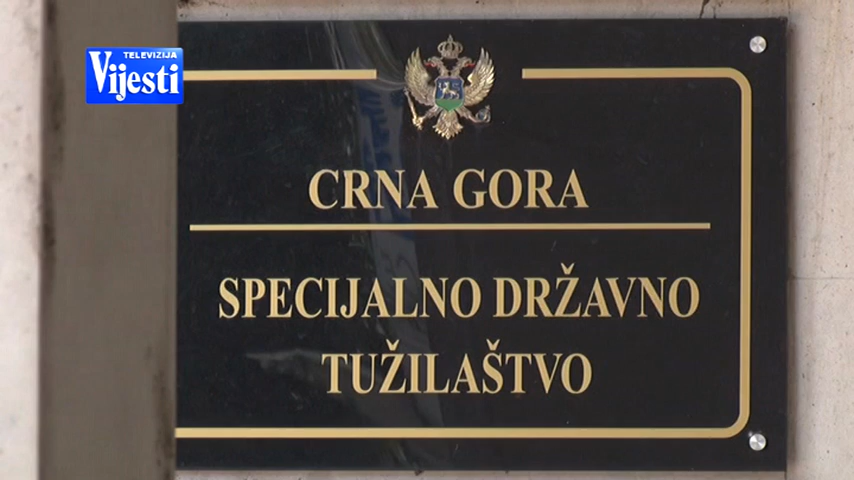 TELEVIZIJA
Vijesti
CRNA GORA
SPECIJALNO DRŽAVNO
TUŽILAŠTVO